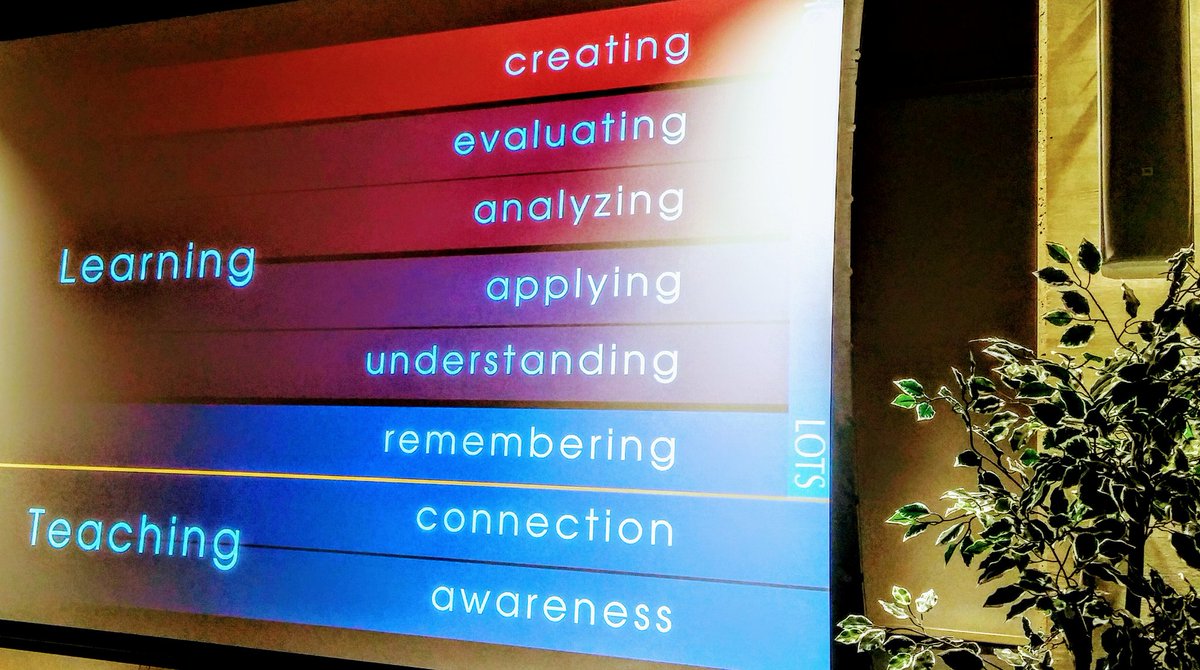 creating
evaluating
analyzing
Learning
applying
understanding
remembering
LOTS
connection
Teaching
awareness